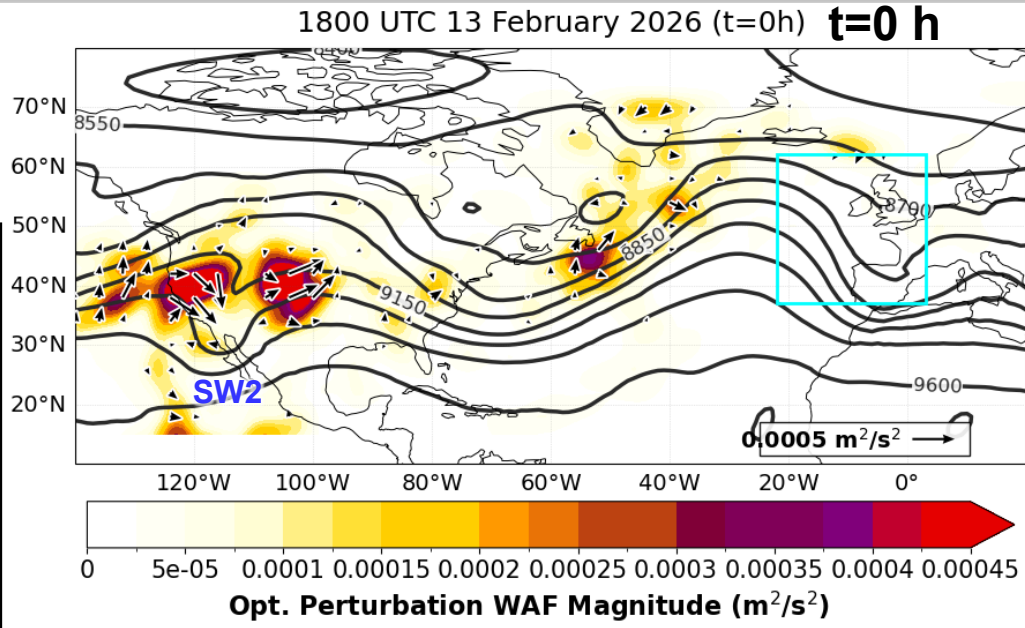 1800 UTC 13 February 2026 (t=0h) t=0 h
8400
70°N
8550
60°N
8700
50°N
8850
40°N
9150
30°N
SW2
9600
20°N
0.0005 m²/s²
120°W 100°W 80°W 60°W 40°W 20°W 0°
0 5e-05 0.0001 0.00015 0.0002 0.00025 0.0003 0.00035 0.0004 0.00045
Opt. Perturbation WAF Magnitude (m²/s²)